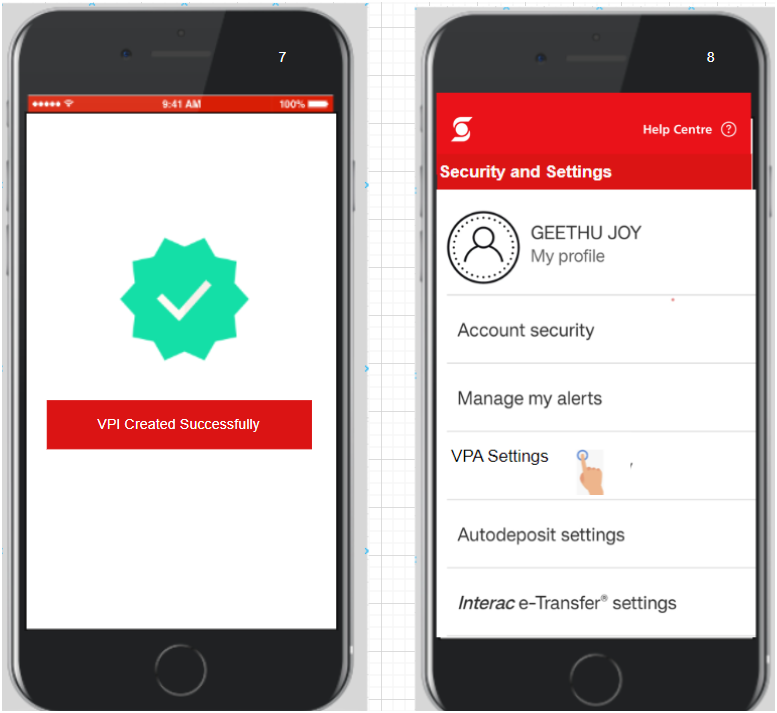 7
9:41 AM
100%
VPI Created Successfully
8
Help Centre ?
Security and Settings
GEETHU JOY
My profile
Account security
Manage my alerts
VPA Settings
Autodeposit settings
Interac e-Transfer® settings